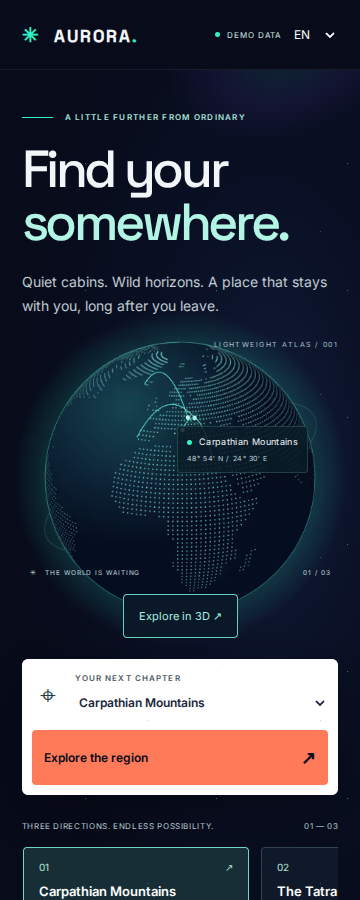 AURORA.
DEMO DATA
EN
A LITTLE FURTHER FROM ORDINARY
Find your
somewhere.
Quiet cabins. Wild horizons. A place that stays
with you, long after you leave.
LIGHTWEIGHT ATLAS / 001
Carpathian Mountains
48° 54' N / 24° 30' E
THE WORLD IS WAITING
01 / 03
Explore in 3D ↗
YOUR NEXT CHAPTER
Carpathian Mountains
Explore the region ↗
THREE DIRECTIONS. ENDLESS POSSIBILITY.
01 — 03
01 ↗
Carpathian Mountains
02
The Tatra